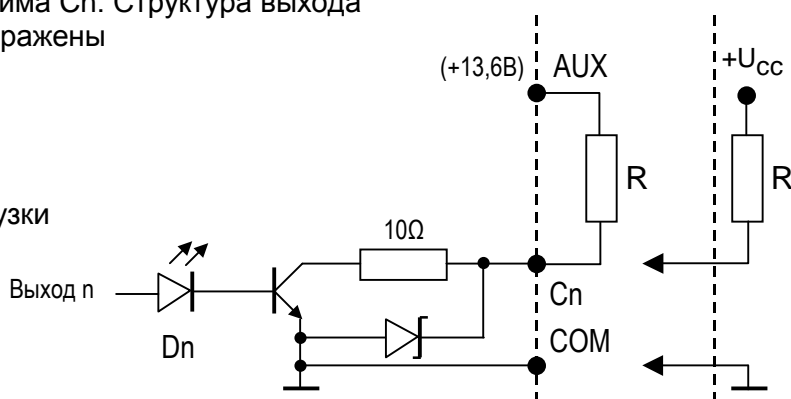 има Cn. Структура выхода
ражены
(+13,6В) AUX
+Ucc
R
R
узки
10Ω
Выход n
Dn
Cn
COM